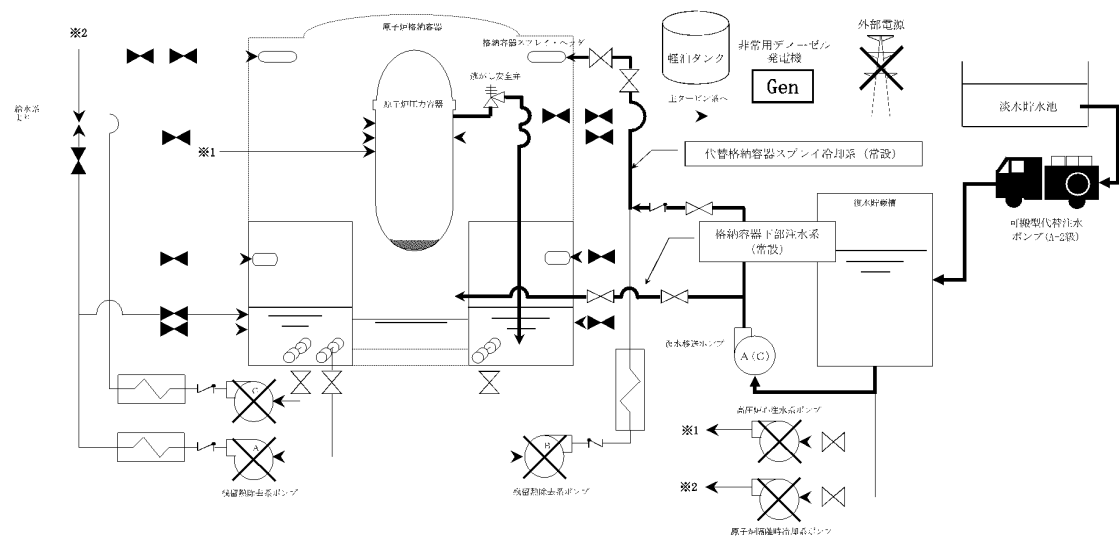 ※2
原子炉格納容器
格納容器スプレイ・ヘッダ
逃がし安全弁
原子炉圧力容器
給水系
より
※1
軽油タンク
非常用ディーゼル
発電機
Gen
主タービン系へ
外部電源
淡水貯水池
代替格納容器スプレイ冷却系（常設）
可搬型代替注水
ポンプ(A-2級)
復水貯蔵槽
格納容器下部注水系
（常設）
復水移送ポンプ
A(C)
C
A
残留熱除去系ポンプ
B
残留熱除去系ポンプ
高圧炉心注水系ポンプ
※1
※2
原子炉隔離時冷却系ポンプ